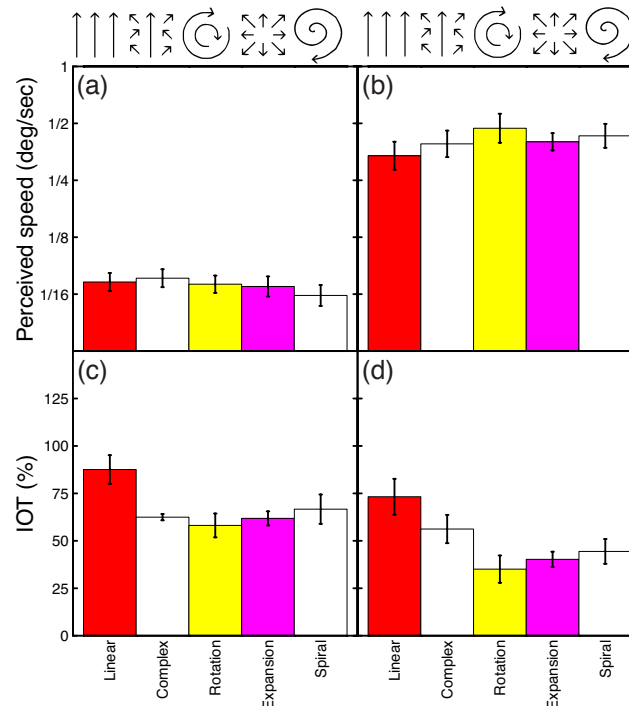 (a)
(b)
Perceived speed (deg/sec)
1
1/2
1/4
1/8
1/16
(c)
(d)
IOT (%)
125
100
75
50
25
0
Linear
Complex
Rotation
Expansion
Spiral
Linear
Complex
Rotation
Expansion
Spiral